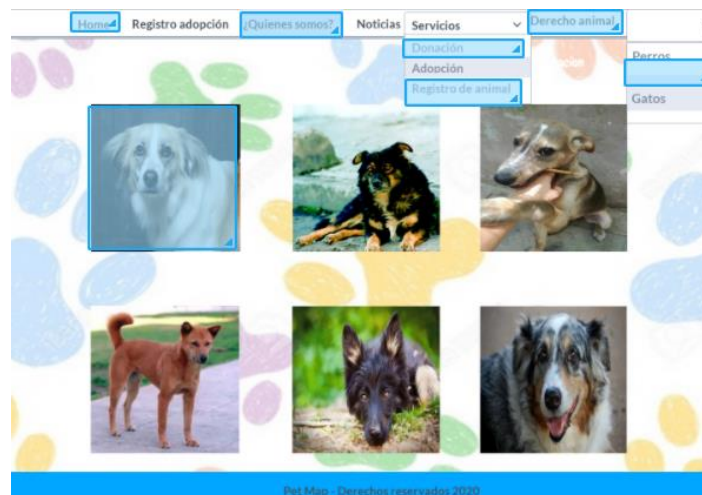 Home Registro adopción ¿Quienes somos? Noticias Servicios Derecho animal
Donación
Adopción
Registro de animal
Perros
Gatos
Pet Map - Derechos reservados 2020